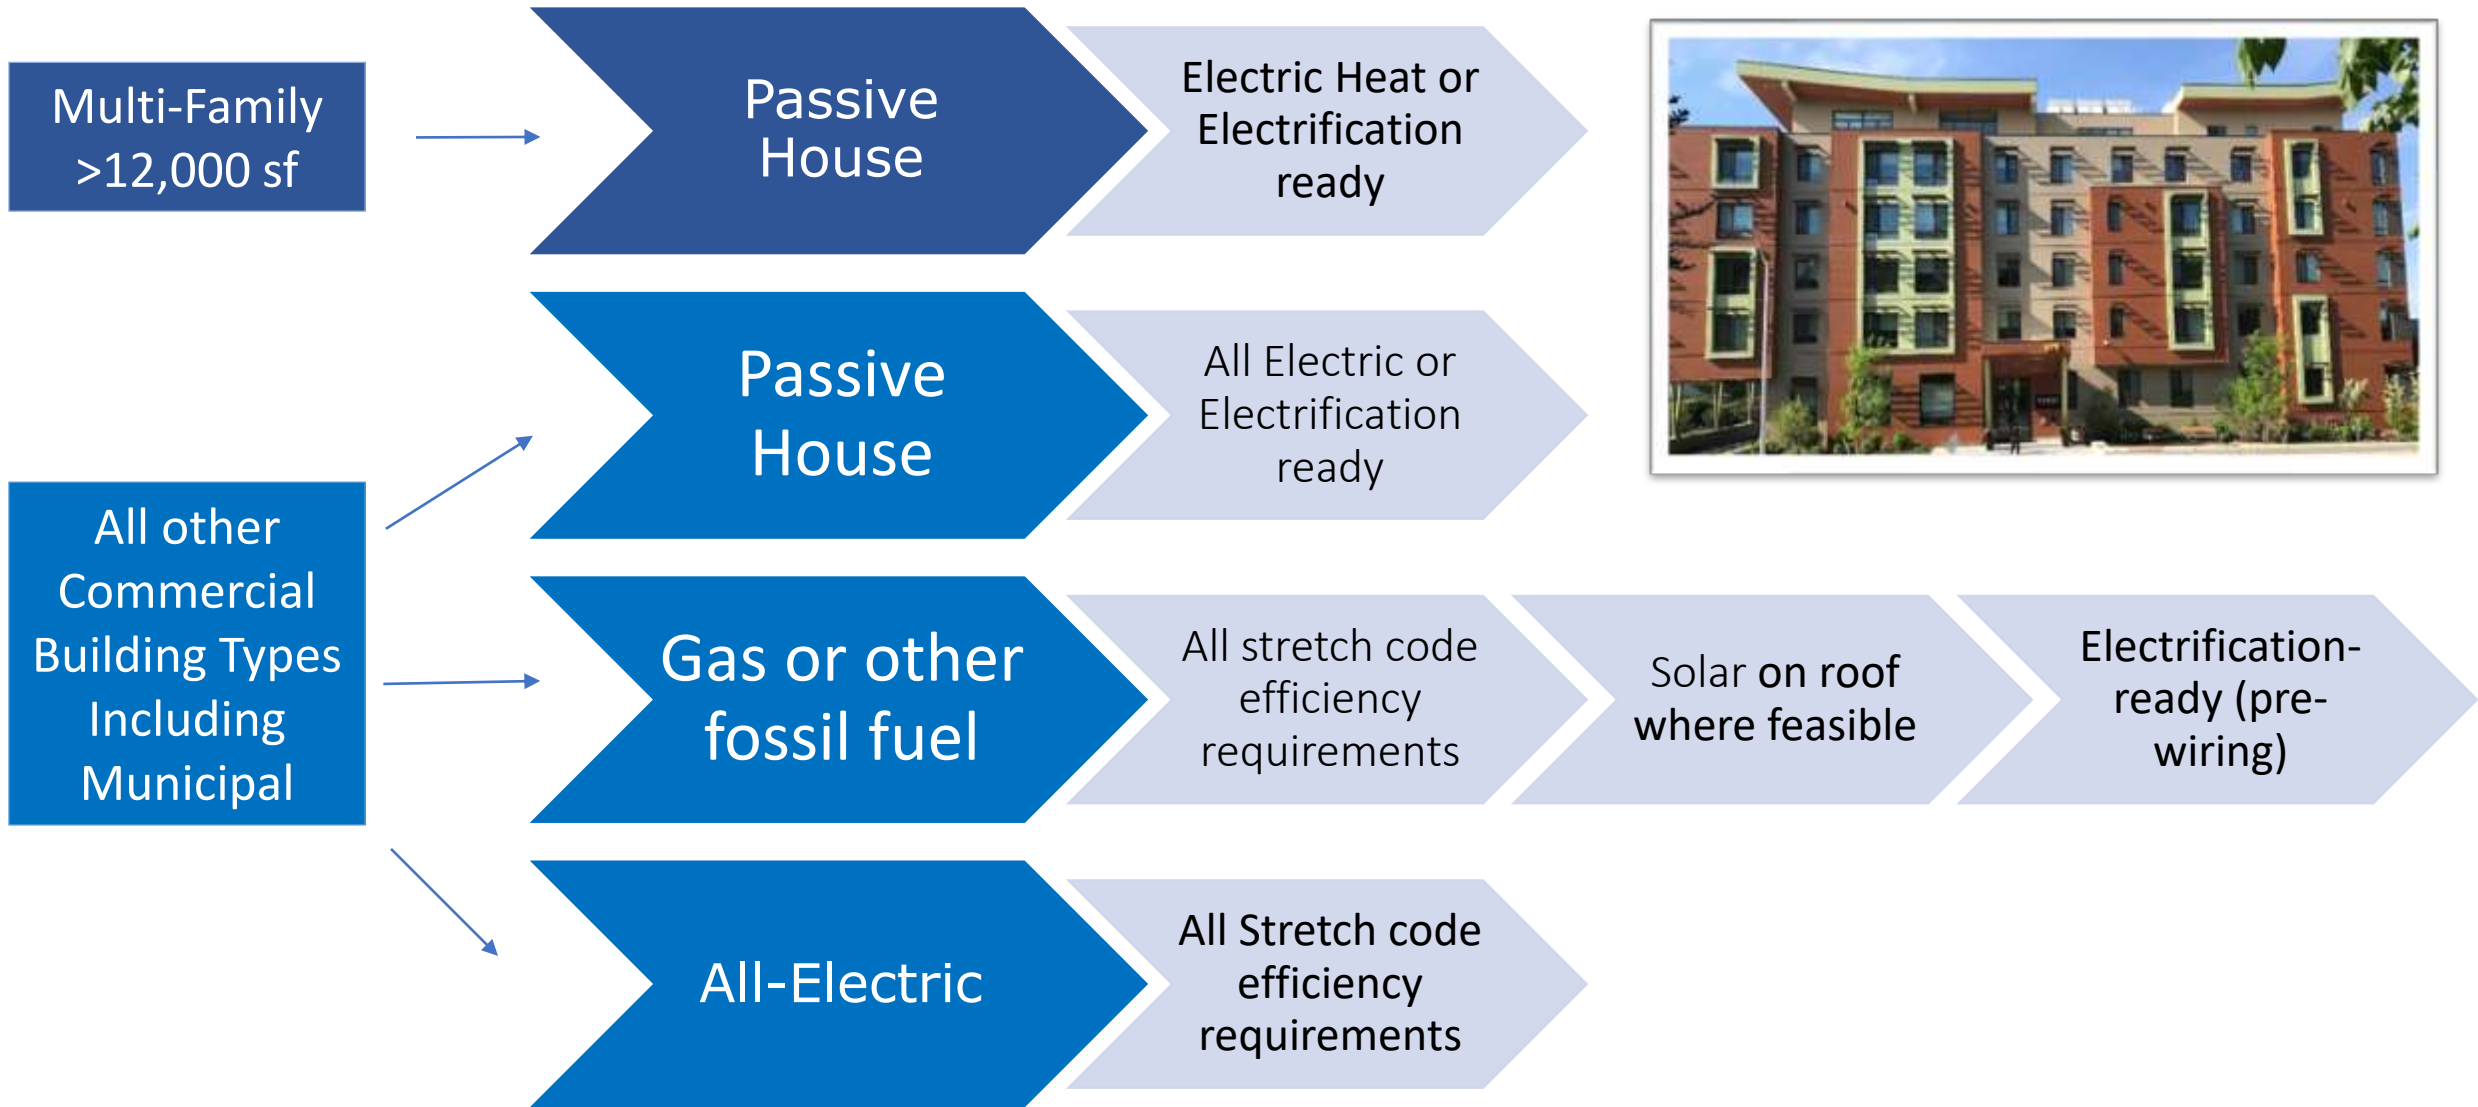 Multi-Family
>12,000 sf
Passive
House
Electric Heat or
Electrification
ready
All other
Commercial
Building Types
Including
Municipal
Passive
House
All Electric or
Electrification
ready
Gas or other
fossil fuel
All stretch code
efficiency
requirements
Solar on roof
where feasible
Electrification-
ready (pre-
wiring)
All-Electric
All Stretch code
efficiency
requirements